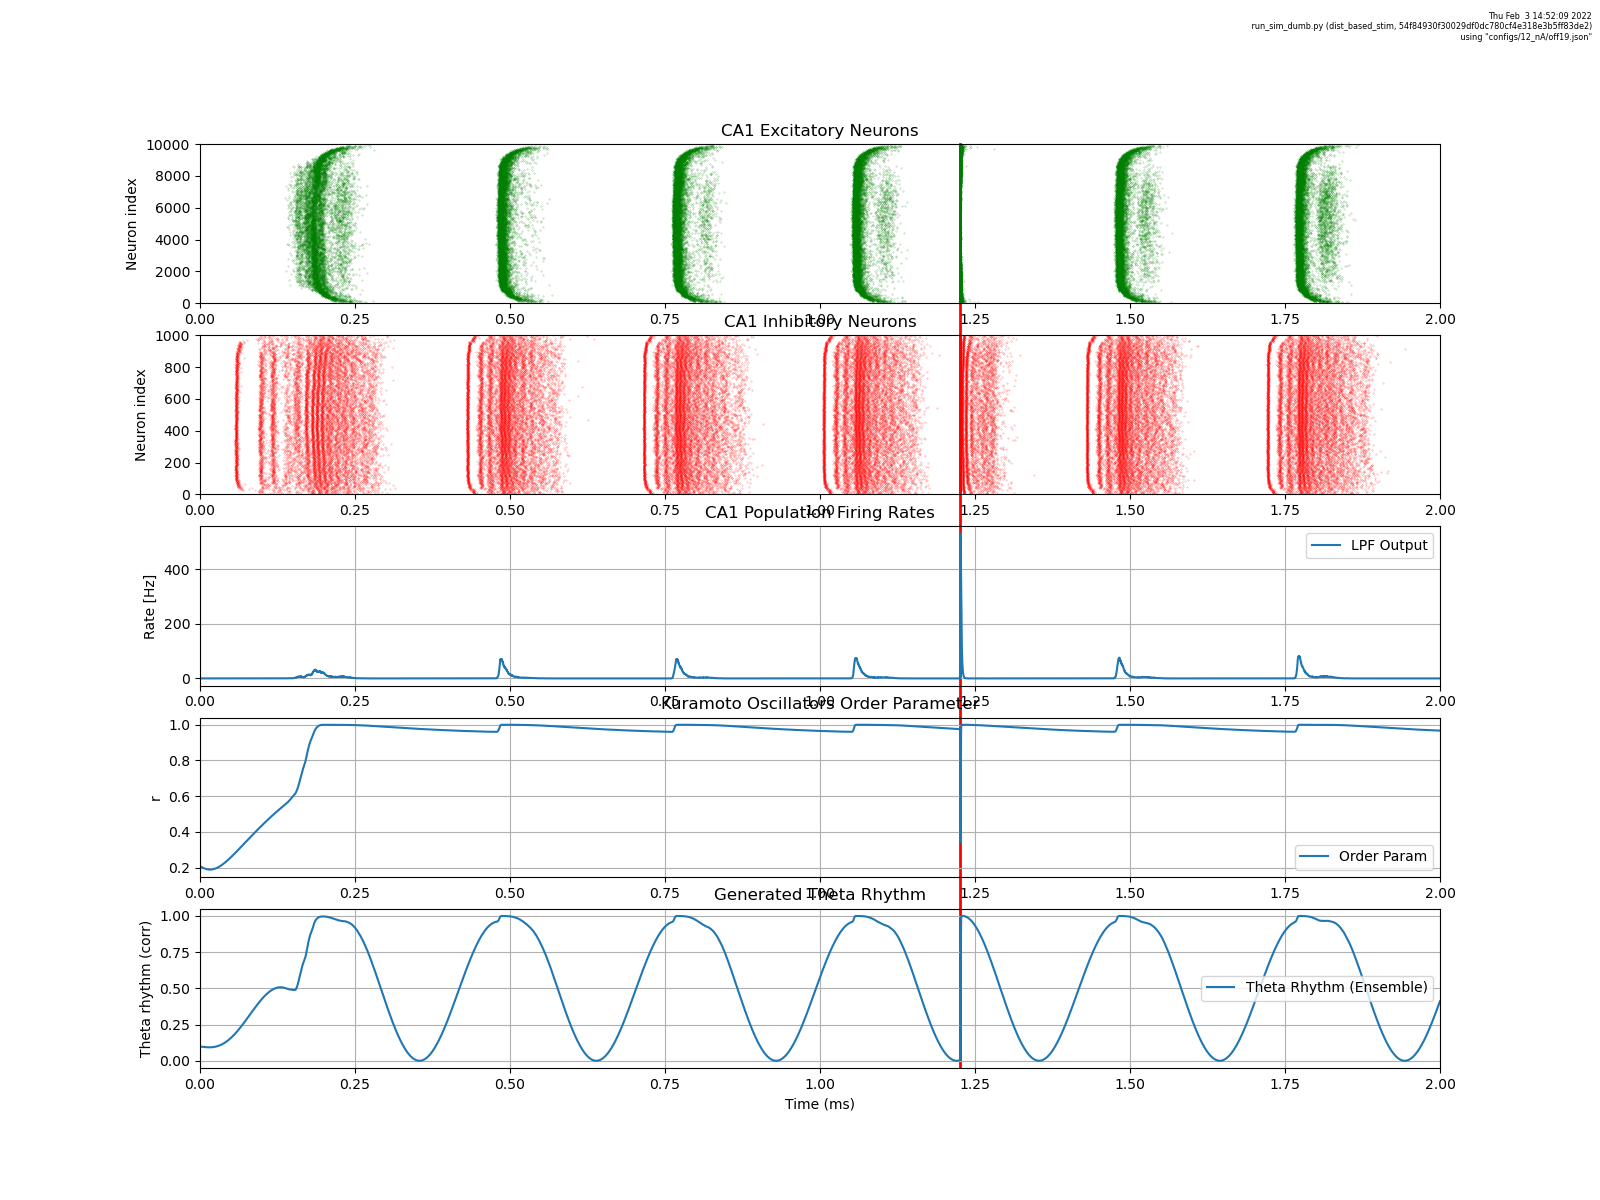 Thu Feb  3 14:52:09 2022
run_sim_dumb.py (dist_based_stim, 54f84930f30029df0dc780cf4e318e3b5ff83de2)
using "configs/12_nA/off19.json"
CA1 Excitatory Neurons
Neuron index
10000
8000
6000
4000
2000
0
0.00 0.25 0.50 0.75 1.00 1.25 1.50 1.75 2.00
CA1 Inhibitory Neurons
Neuron index
1000
800
600
400
200
0
0.00 0.25 0.50 0.75 1.00 1.25 1.50 1.75 2.00
CA1 Population Firing Rates
Rate [Hz]
400
200
0
LPF Output
0.00 0.25 0.50 0.75 1.00 1.25 1.50 1.75 2.00
Kuramoto Oscillators Order Parameter
r
1.0
0.8
0.6
0.4
0.2
Order Param
0.00 0.25 0.50 0.75 1.00 1.25 1.50 1.75 2.00
Generated Theta Rhythm
Theta rhythm (corr)
1.00
0.75
0.50
0.25
0.00
Theta Rhythm (Ensemble)
0.00 0.25 0.50 0.75 1.00 1.25 1.50 1.75 2.00
Time (ms)